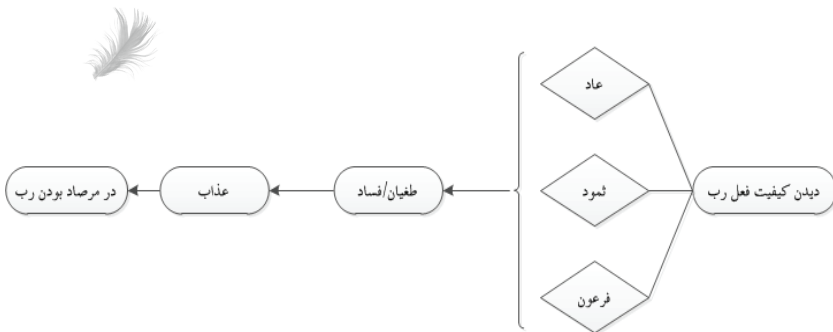 دیدن کیفیت فعل رب
عاد
ثمود
فرعون
طغیان/فساد
عذاب
در مرصاد بودن رب